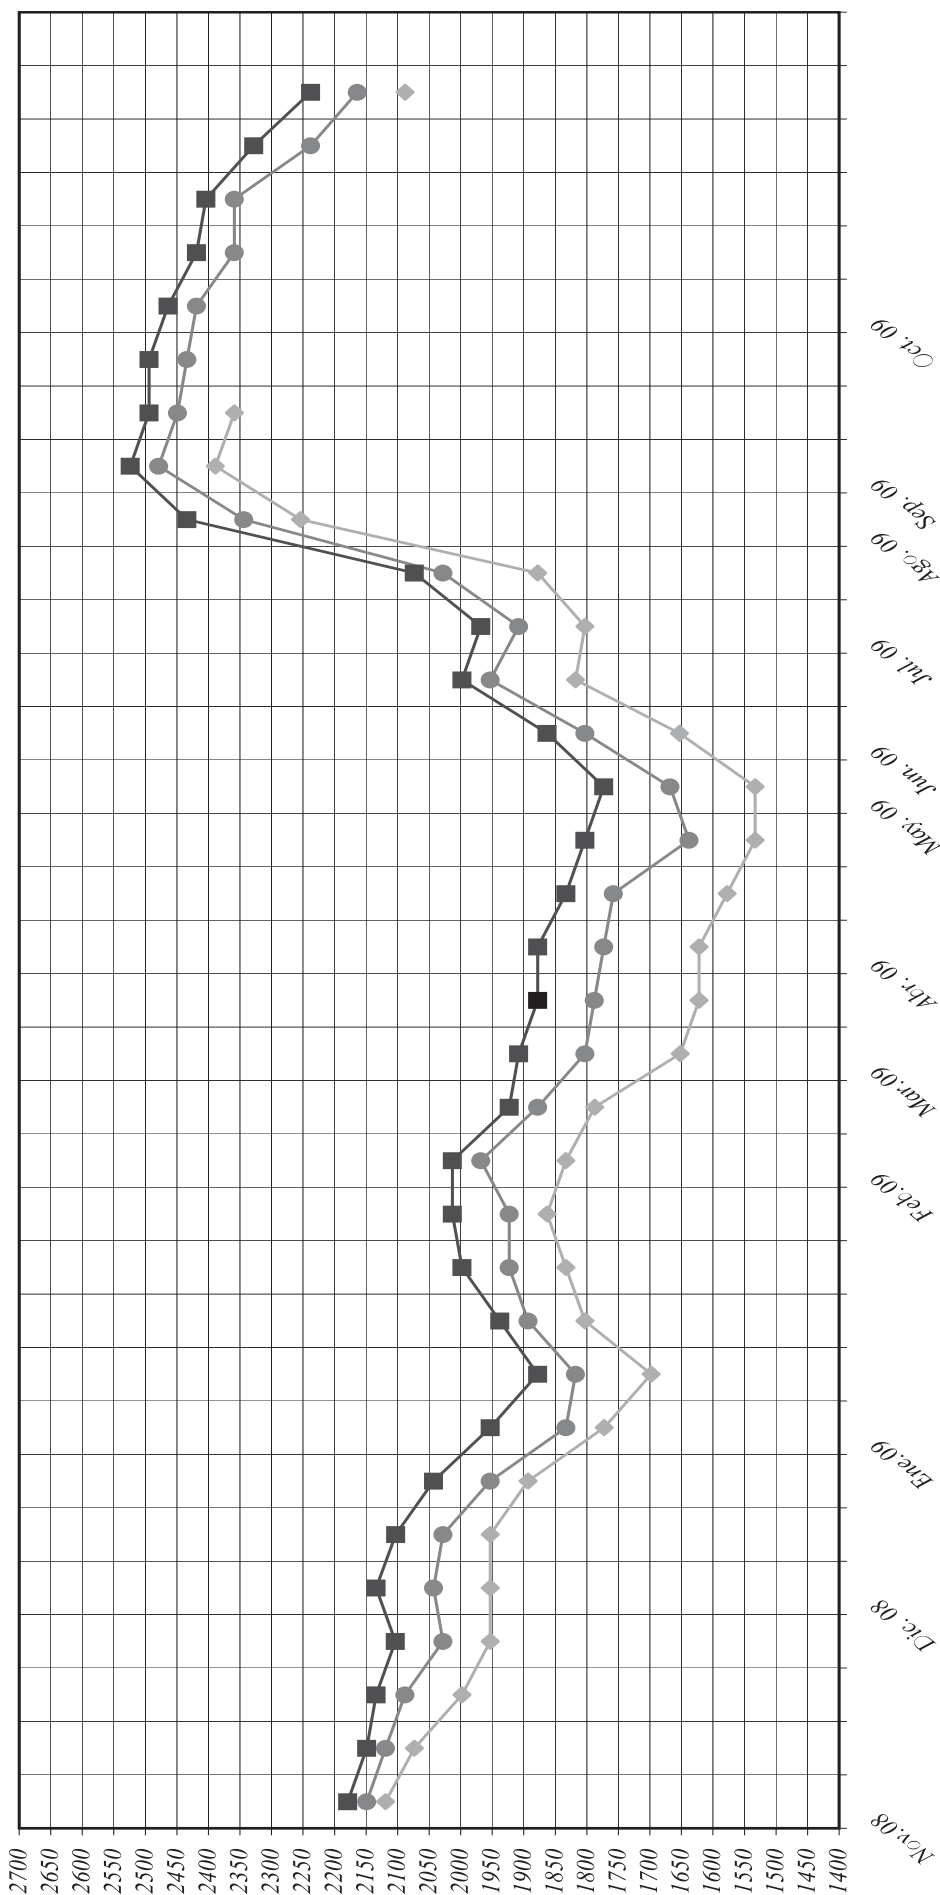 2700
2650
2600
2550
2500
2450
2400
2350
2300
2250
2200
2150
2100
2050
2000
1950
1900
1850
1800
1750
1700
1650
1600
1550
1500
1450
1400
Nov.08
Dic. 08
Ene.09
Feb.09
Mar.09
Abr. 09
May. 09
Jun. 09
Jul. 09
Ago. 09
Sep. 09
Oct. 09